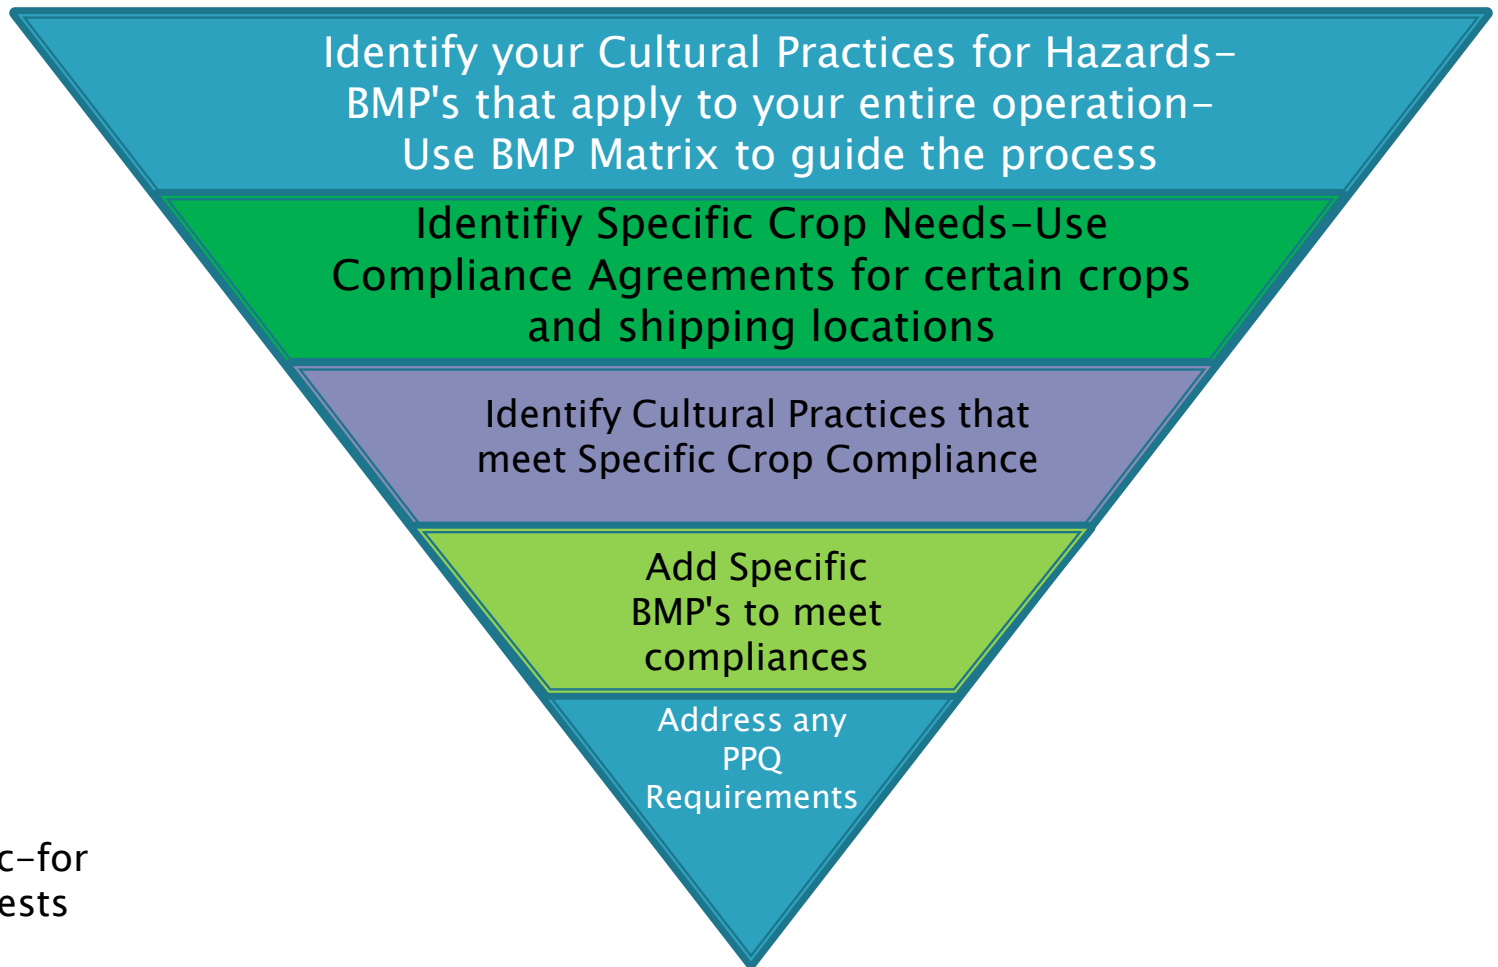 Identify your Cultural Practices for Hazards–
BMP's that apply to your entire operation–
Use BMP Matrix to guide the process
Identifiy Specific Crop Needs–Use
Compliance Agreements for certain crops
and shipping locations
Identify Cultural Practices that
meet Specific Crop Compliance
Add Specific
BMP's to meet
compliances
Address any
PPQ
Requirements
c–for
ests